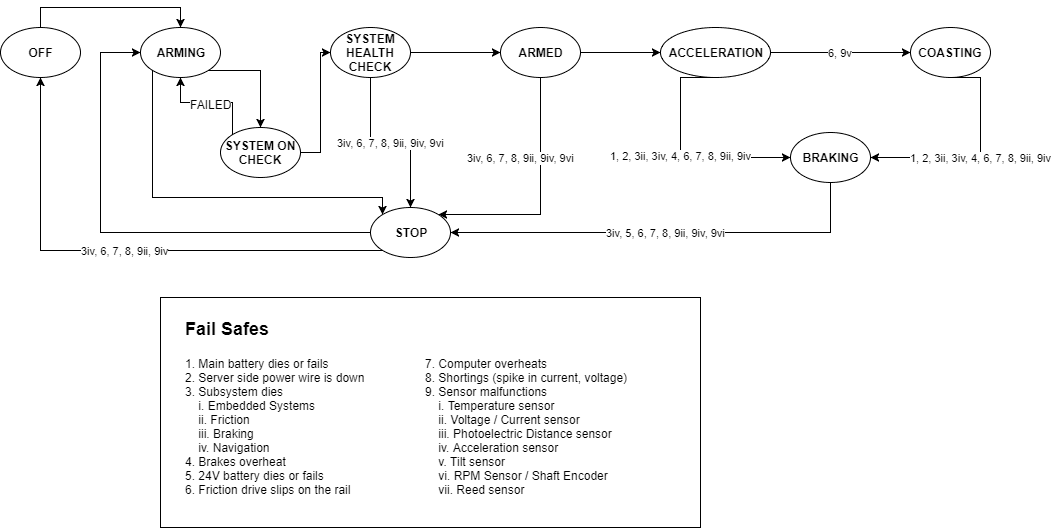 OFF
ARMING
SYSTEM
HEALTH
CHECK
ARMED
ACCELERATION
6, 9v
COASTING
FAILED
SYSTEM ON
CHECK
3iv, 6, 7, 8, 9ii, 9iv, 9vi
3iv, 6, 7, 8, 9ii, 9iv, 9vi
1, 2, 3ii, 3iv, 4, 6, 7, 8, 9ii, 9iv
BRAKING
1, 2, 3ii, 3iv, 4, 6, 7, 8, 9ii, 9iv
STOP
3iv, 5, 6, 7, 8, 9ii, 9iv, 9vi
3iv, 6, 7, 8, 9ii, 9iv
Fail Safes
1. Main battery dies or fails
2. Server side power wire is down
3. Subsystem dies
i. Embedded Systems
ii. Friction
iii. Braking
iv. Navigation
4. Brakes overheat
5. 24V battery dies or fails
6. Friction drive slips on the rail
7. Computer overheats
8. Shortings (spike in current, voltage)
9. Sensor malfunctions
i. Temperature sensor
ii. Voltage / Current sensor
iii. Photoelectric Distance sensor
iv. Acceleration sensor
v. Tilt sensor
vi. RPM Sensor / Shaft Encoder
vii. Reed sensor